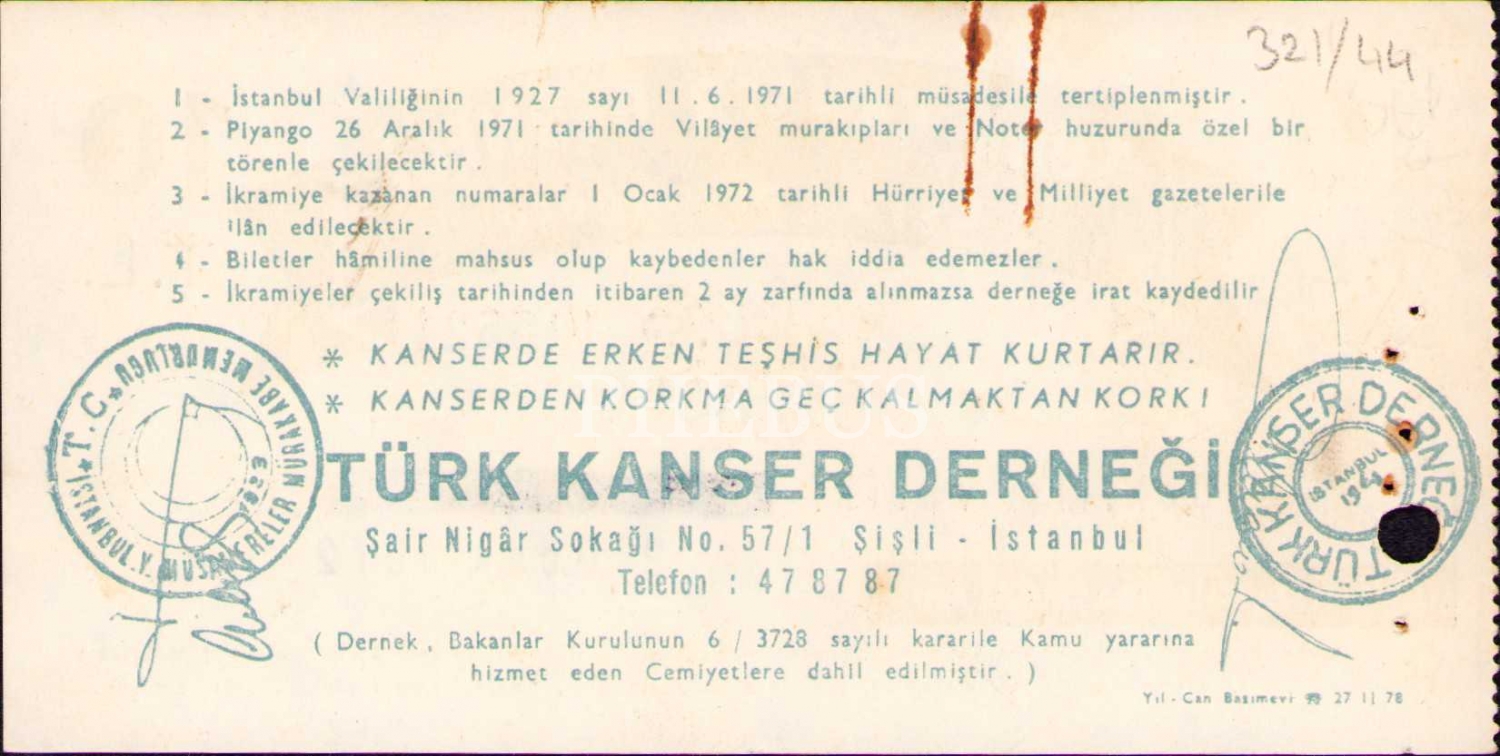 321/44
1 - İstanbul Valiliğinin 1927 sayı 11.6.1971 tarihli müsadesile tertiplenmiştir.
2 - Piyango 26 Aralık 1971 tarihinde Vilâyet murakıpları ve Noter huzurunda özel bir
törenle çekilecektir.
3 - İkramiye kazanan numaralar 1 Ocak 1972 tarihli Hürriyet ve Milliyet gazetelerile
ilân edilecektir.
4 - Biletler hâmiline mahsus olup kaybedenler hak iddia edemezler.
5 - İkramiyeler çekiliş tarihinden itibaren 2 ay zarfında alınmazsa derneğe irat kaydedilir
* KANSERDE ERKEN TEŞHİS HAYAT KURTARIR.
* KANSERDEN KORKMA GEÇ KALMAKTAN KORK!
PHEBUS
TÜRK KANSER DERNEĞİ
Şair Nigâr Sokağı No. 57/1 Şişli - İstanbul
Telefon : 47 87 87
(Dernek, Bakanlar Kurulunun 6 / 3728 sayılı kararile Kamu yararına
hizmet eden Cemiyetlere dahil edilmiştir.)
Yıl - Can Basımevi ☎ 27 11 78
T.C. İSTANBUL.Y. MÜSAKERELER MÜRAKABE MEMURLUĞU
TÜRK KANSER DERNEĞİ
İSTANBUL